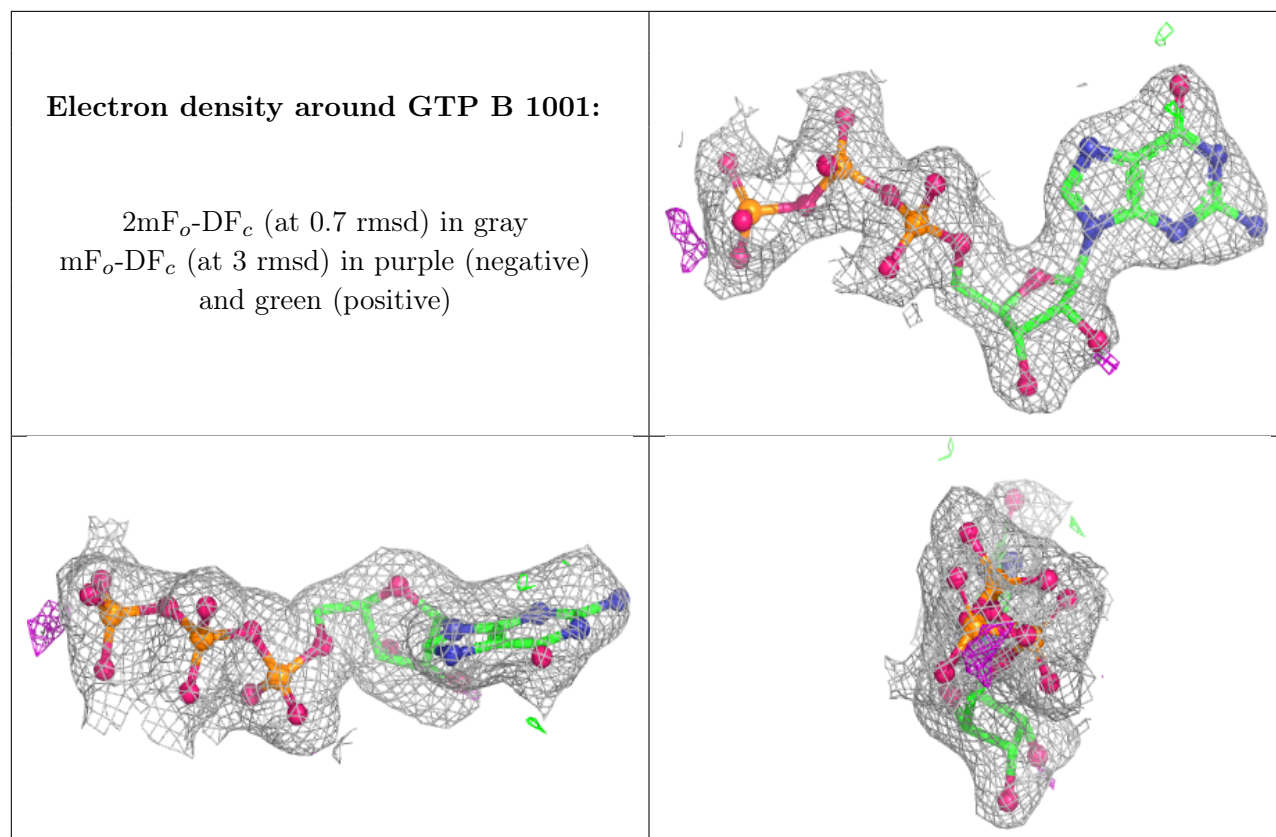 Electron density around GTP B 1001:
2mFo-DFc (at 0.7 rmsd) in gray
mFo-DFc (at 3 rmsd) in purple (negative)
and green (positive)